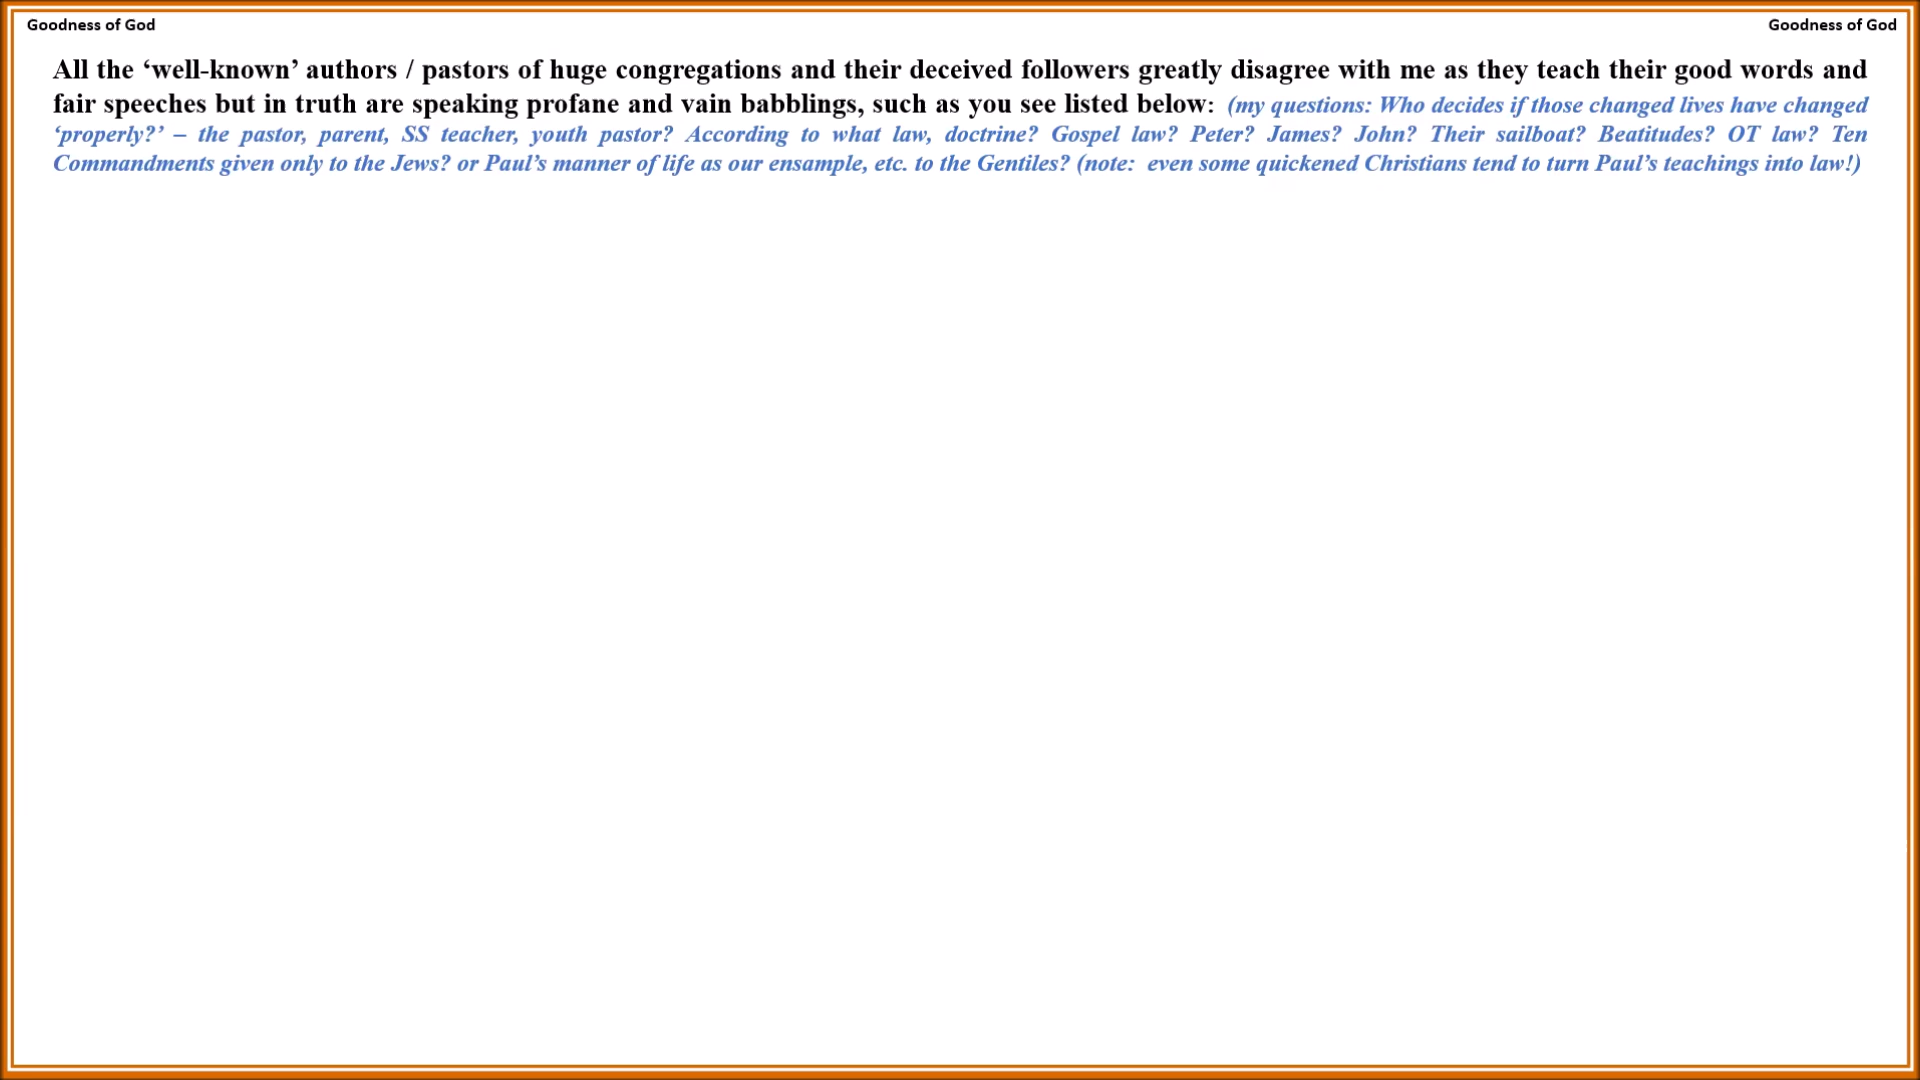 Goodness of God
Goodness of God
All the ‘well-known’ authors / pastors of huge congregations and their deceived followers greatly disagree with me as they teach their good words and
fair speeches but in truth are speaking profane and vain babblings, such as you see listed below: (my questions: Who decides if those changed lives have changed
‘properly?’ – the pastor, parent, SS teacher, youth pastor? According to what law, doctrine? Gospel law? Peter? James? John? Their sailboat? Beatitudes? OT law? Ten
Commandments given only to the Jews? or Paul’s manner of life as our ensample, etc. to the Gentiles? (note: even some quickened Christians tend to turn Paul’s teachings into law!)